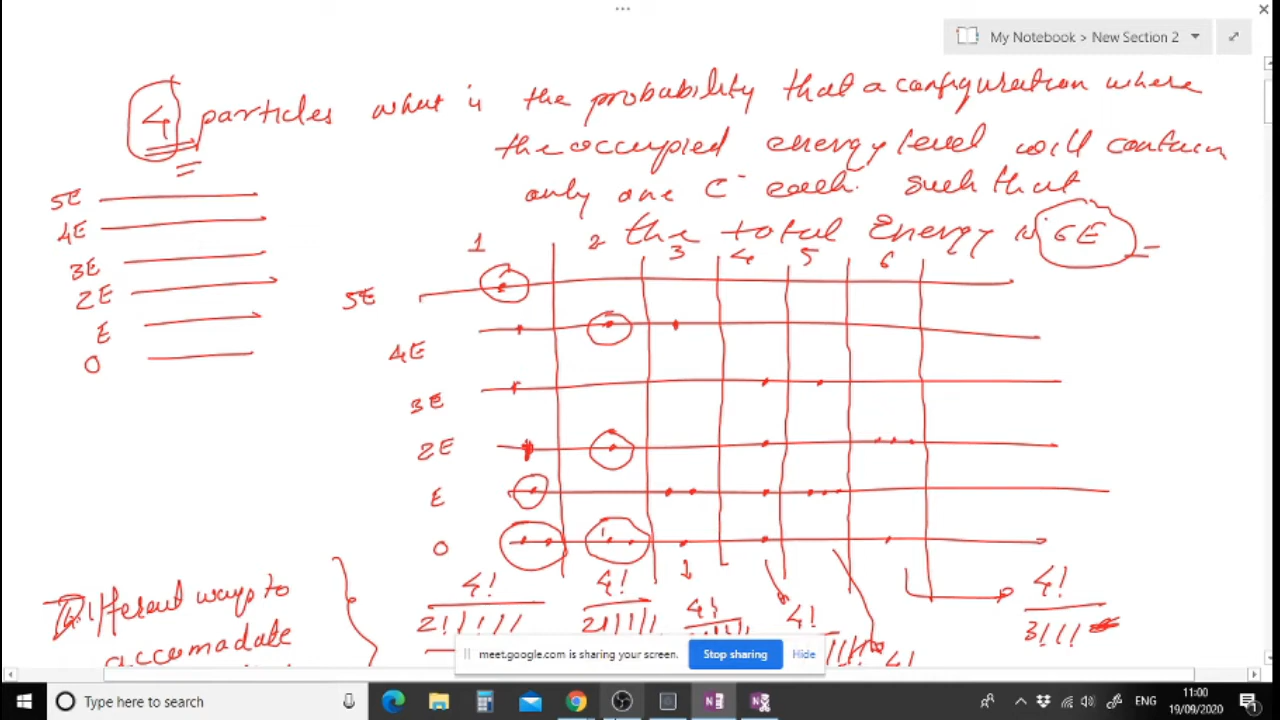 My Notebook > New Section 2
4 particles what is the probability that a configuration where
the occupied energy level will contain
only one e⁻ each. such that
the total Energy is 6E
5E
4E
3E
2E
E
0
1 2 3 4 5 6
5E
4E
3E
2E
E
0
Different ways to
accomadate
4!
2!1!1!
4!
2!1!1!
4!
4!
4!
4!
3!1!
meet.google.com is sharing your screen. Stop sharing Hide
Type here to search
ENG
11:00
19/09/2020